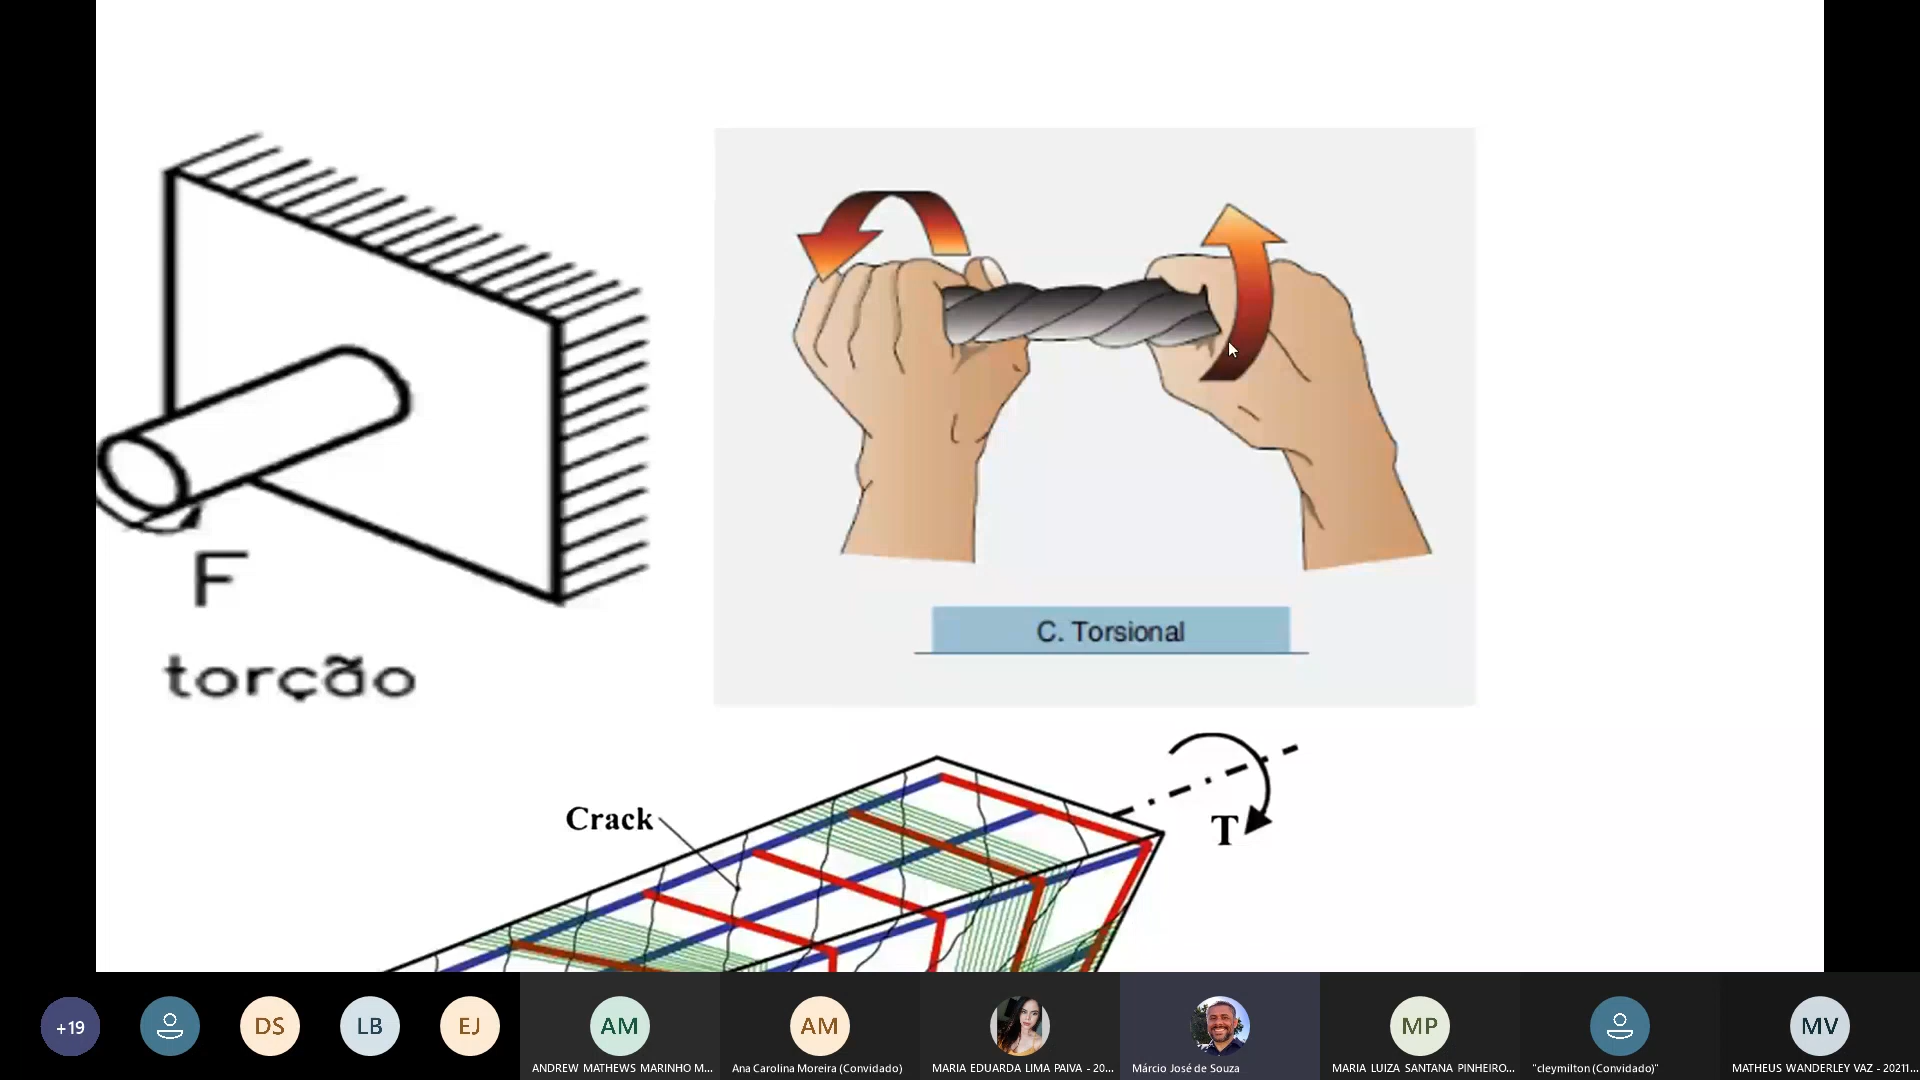 F
torção
C. Torsional
Crack
T
+19
DS
LB
EJ
AM
AM
MP
MV
ANDREW MATHEWS MARINHO M...
Ana Carolina Moreira (Convidado)
MARIA EDUARDA LIMA PAIVA - 20...
Márcio José de Souza
MARIA LUIZA SANTANA PINHEIRO...
"cleymilton (Convidado)"
MATHEUS WANDERLEY VAZ - 20211...